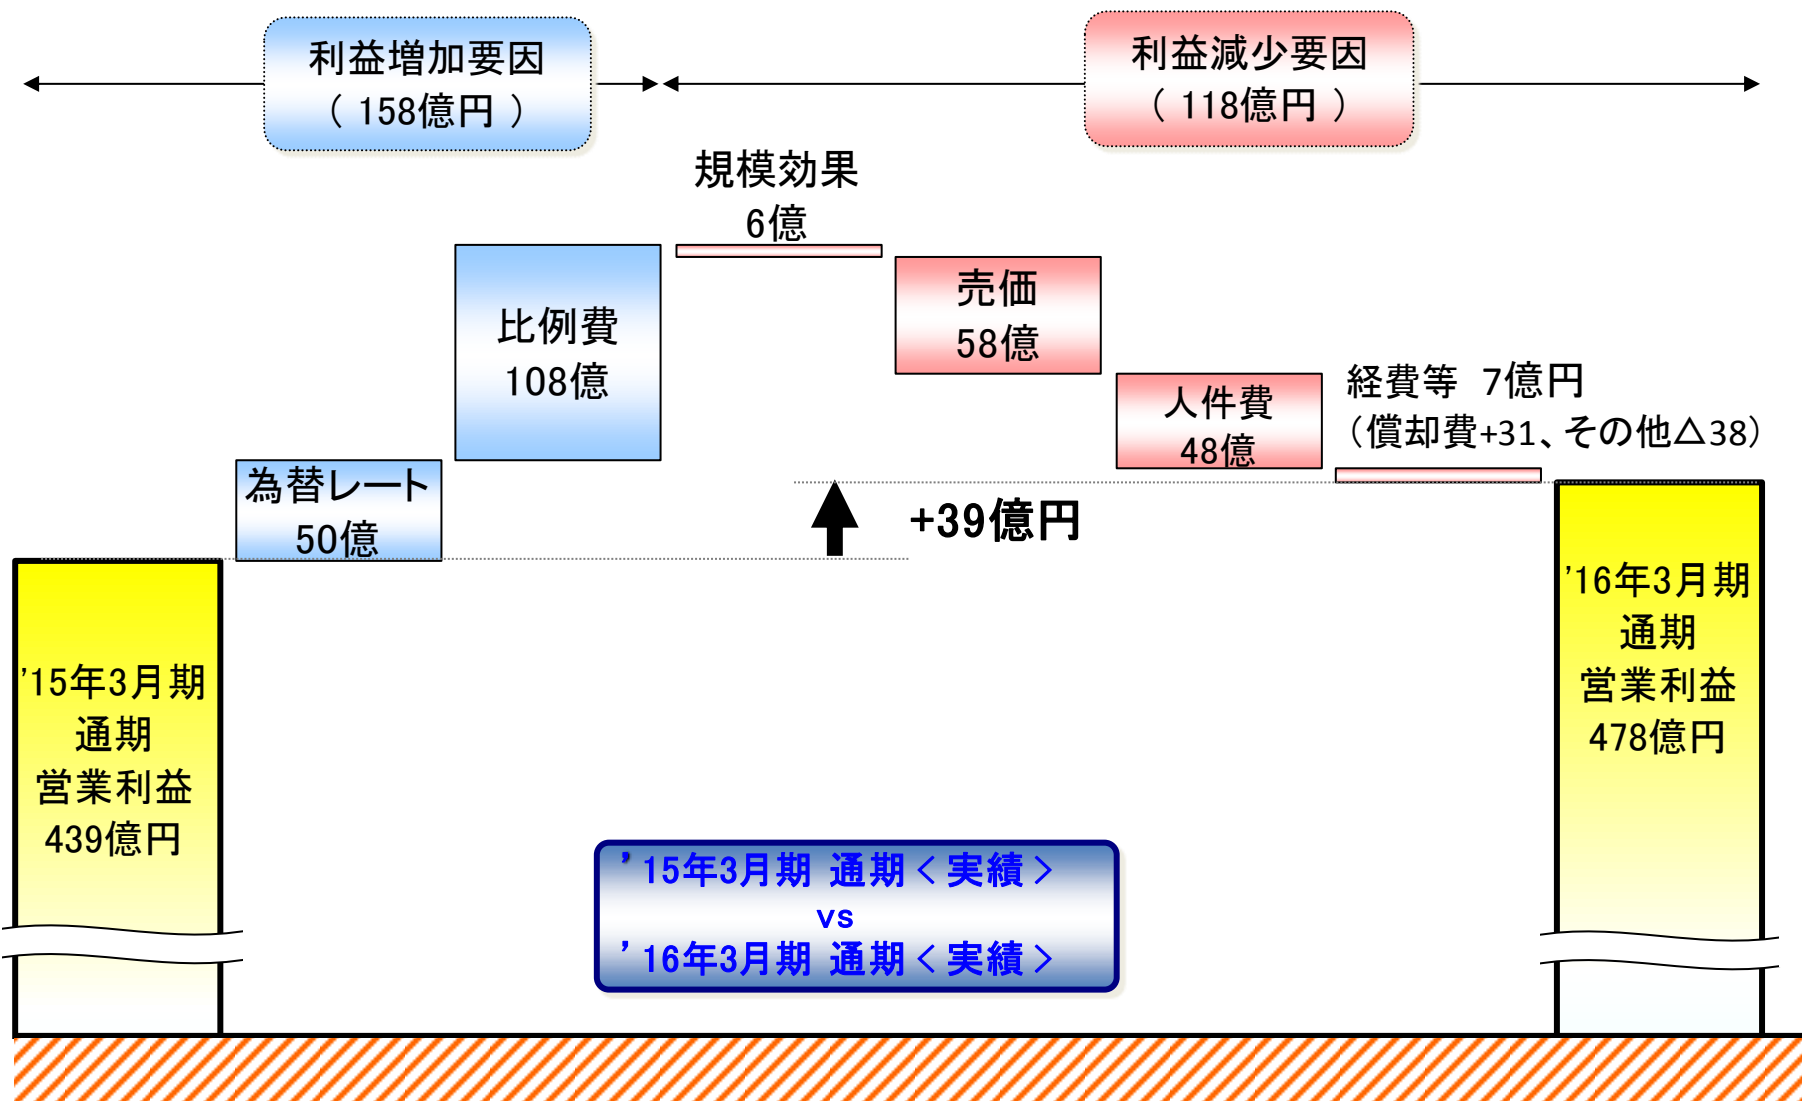 利益増加要因
（ 158億円 ）
利益減少要因
（ 118億円 ）
規模効果
6億
比例費
108億
売価
58億
為替レート
50億
人件費
48億
経費等 7億円
（償却費+31、その他△38）
+39億円
'15年3月期
通期
営業利益
439億円
'16年3月期
通期
営業利益
478億円
’15年3月期 通期＜実績＞
vs
’16年3月期 通期＜実績＞